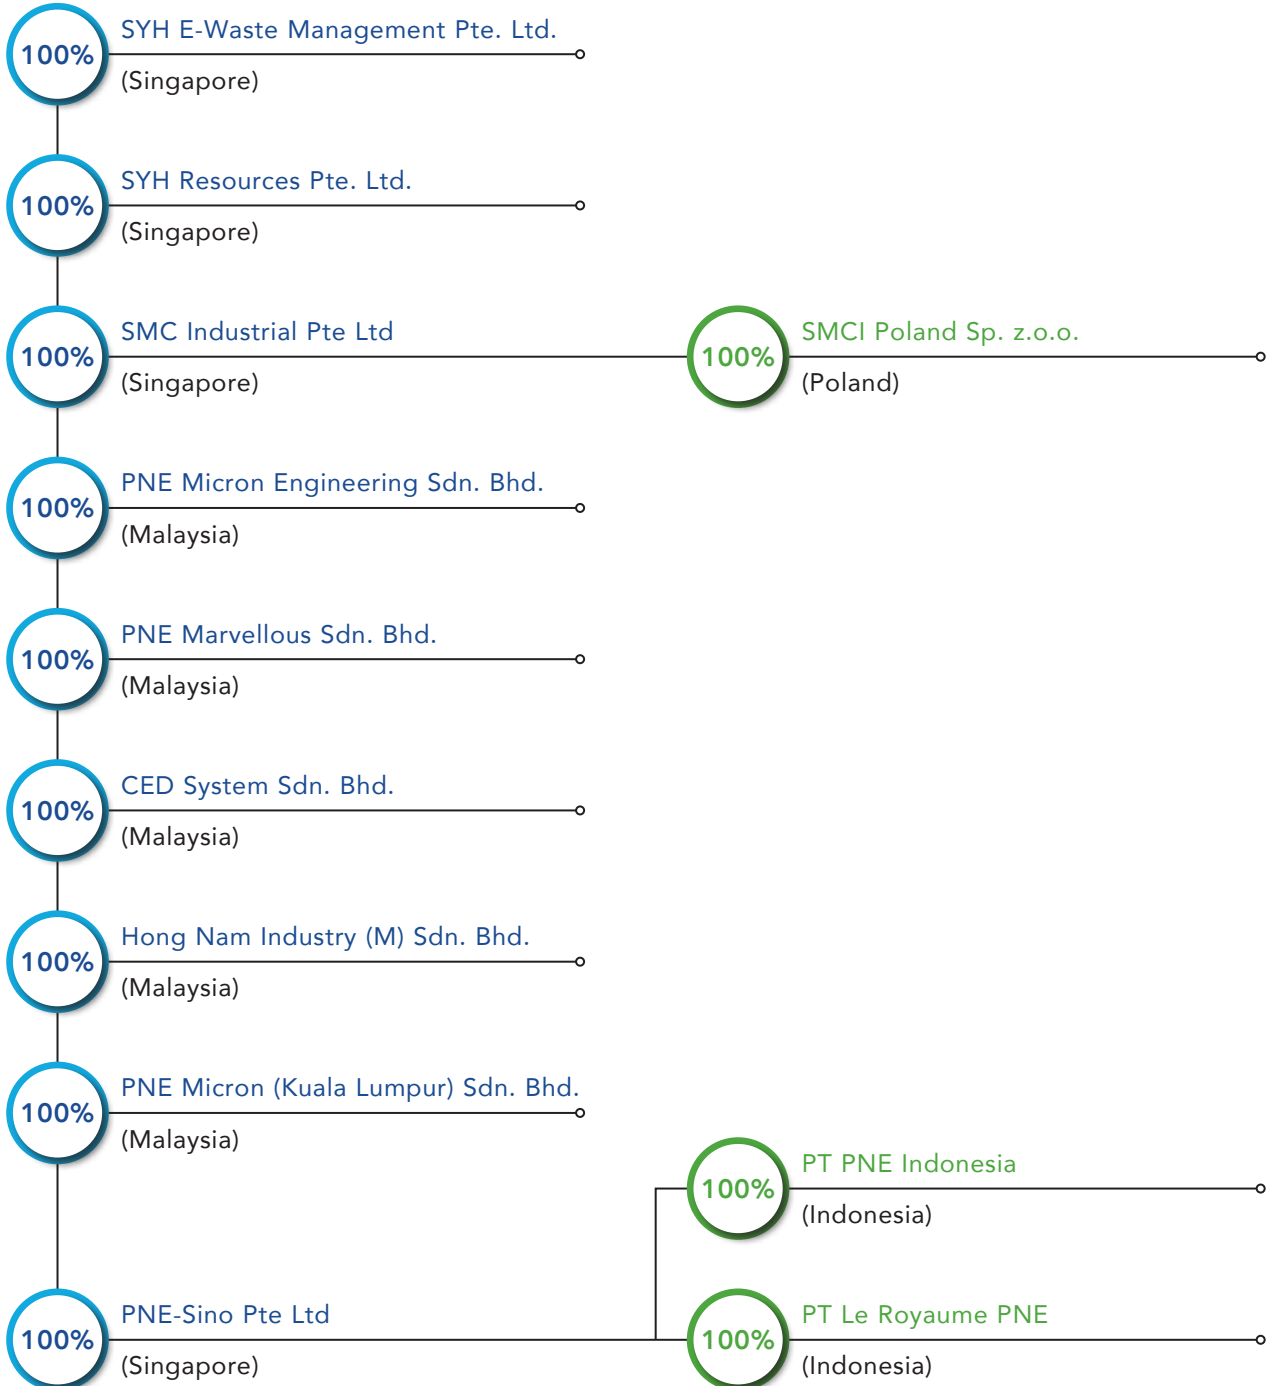 100%
SYH E-Waste Management Pte. Ltd.
(Singapore)
100%
SYH Resources Pte. Ltd.
(Singapore)
100%
SMC Industrial Pte Ltd
(Singapore)
100%
SMCI Poland Sp. z.o.o.
(Poland)
100%
PNE Micron Engineering Sdn. Bhd.
(Malaysia)
100%
PNE Marvellous Sdn. Bhd.
(Malaysia)
100%
CED System Sdn. Bhd.
(Malaysia)
100%
Hong Nam Industry (M) Sdn. Bhd.
(Malaysia)
100%
PNE Micron (Kuala Lumpur) Sdn. Bhd.
(Malaysia)
100%
PT PNE Indonesia
(Indonesia)
100%
PNE-Sino Pte Ltd
(Singapore)
100%
PT Le Royaume PNE
(Indonesia)